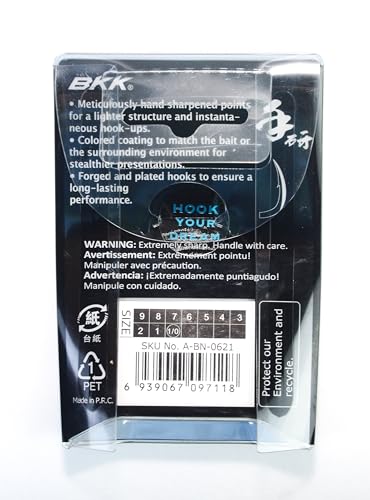 BKK®
• Meticulously hand sharpened points
for a lighter structure and instanta-
neous hook-ups.
• Colored coating to match the bait or
the surrounding environment for
stealthier presentations.
• Forged and plated hooks to ensure a
long-lasting
performance.
手研
HOOK
YOUR
DREAM
WARNING: Extremely sharp. Handle with care.
Avertissement: Extremement pointu!
Manipuler avec précaution.
Advertencia: ¡Extremadamente puntiagudo!
Manipule con cuidado.
SIZE
9 8 7 6 5 4 3
2 1 1/0
SKU No. A-BN-0621
6 939067 097118
紙
台紙
1
PET
Made in P.R.C.
Protect our
Environment and
recycle.